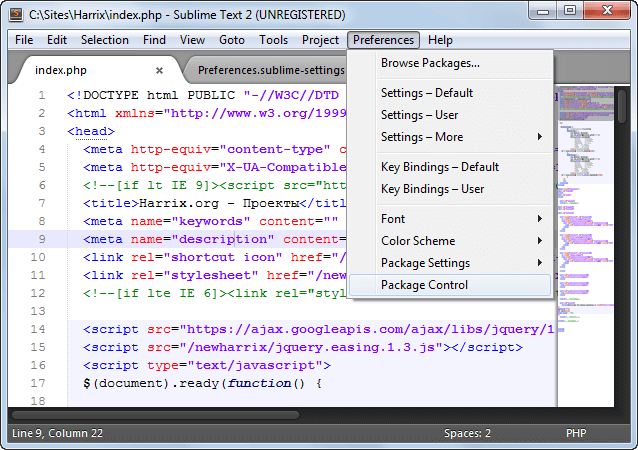 C:\Sites\Harrix\index.php - Sublime Text 2 (UNREGISTERED)
File Edit Selection Find View Goto Tools Project Preferences Help
index.php Preferences.sublime-settings
Browse Packages...
Settings – Default
Settings – User
Settings – More
Key Bindings – Default
Key Bindings – User
Font
Color Scheme
Package Settings
Package Control
1 <!DOCTYPE html PUBLIC "-//W3C//DTD
2 <html xmlns="http://www.w3.org/1999
3 <head>
4 <meta http-equiv="content-type" c
5 <meta http-equiv="X-UA-Compatible
6 <!--[if lt IE 9]><script src="htt
7 <title>Harrix.org – Проекты</titl
8 <meta name="keywords" content=""
9 <meta name="description" content=
10 <link rel="shortcut icon" href="/
11 <link rel="stylesheet" href="/new
12 <!--[if lte IE 6]><link rel="styl
14 <script src="https://ajax.googleapis.com/ajax/libs/jquery/1
15 <script src="/newharrix/jquery.easing.1.3.js"></script>
16 <script type="text/javascript">
17 $(document).ready(function() {
18
Line 9, Column 22 Spaces: 2 PHP